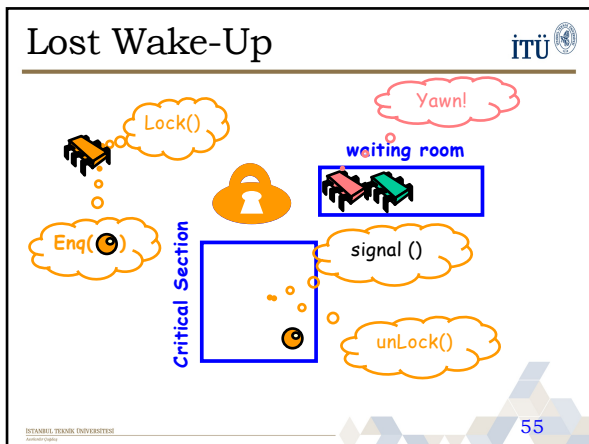 Lost Wake-Up
İTÜ
Yawn!
Lock()
waiting room
Enq( )
signal ()
Critical Section
unLock()
İSTANBUL TEKNİK ÜNİVERSİTESİ
55